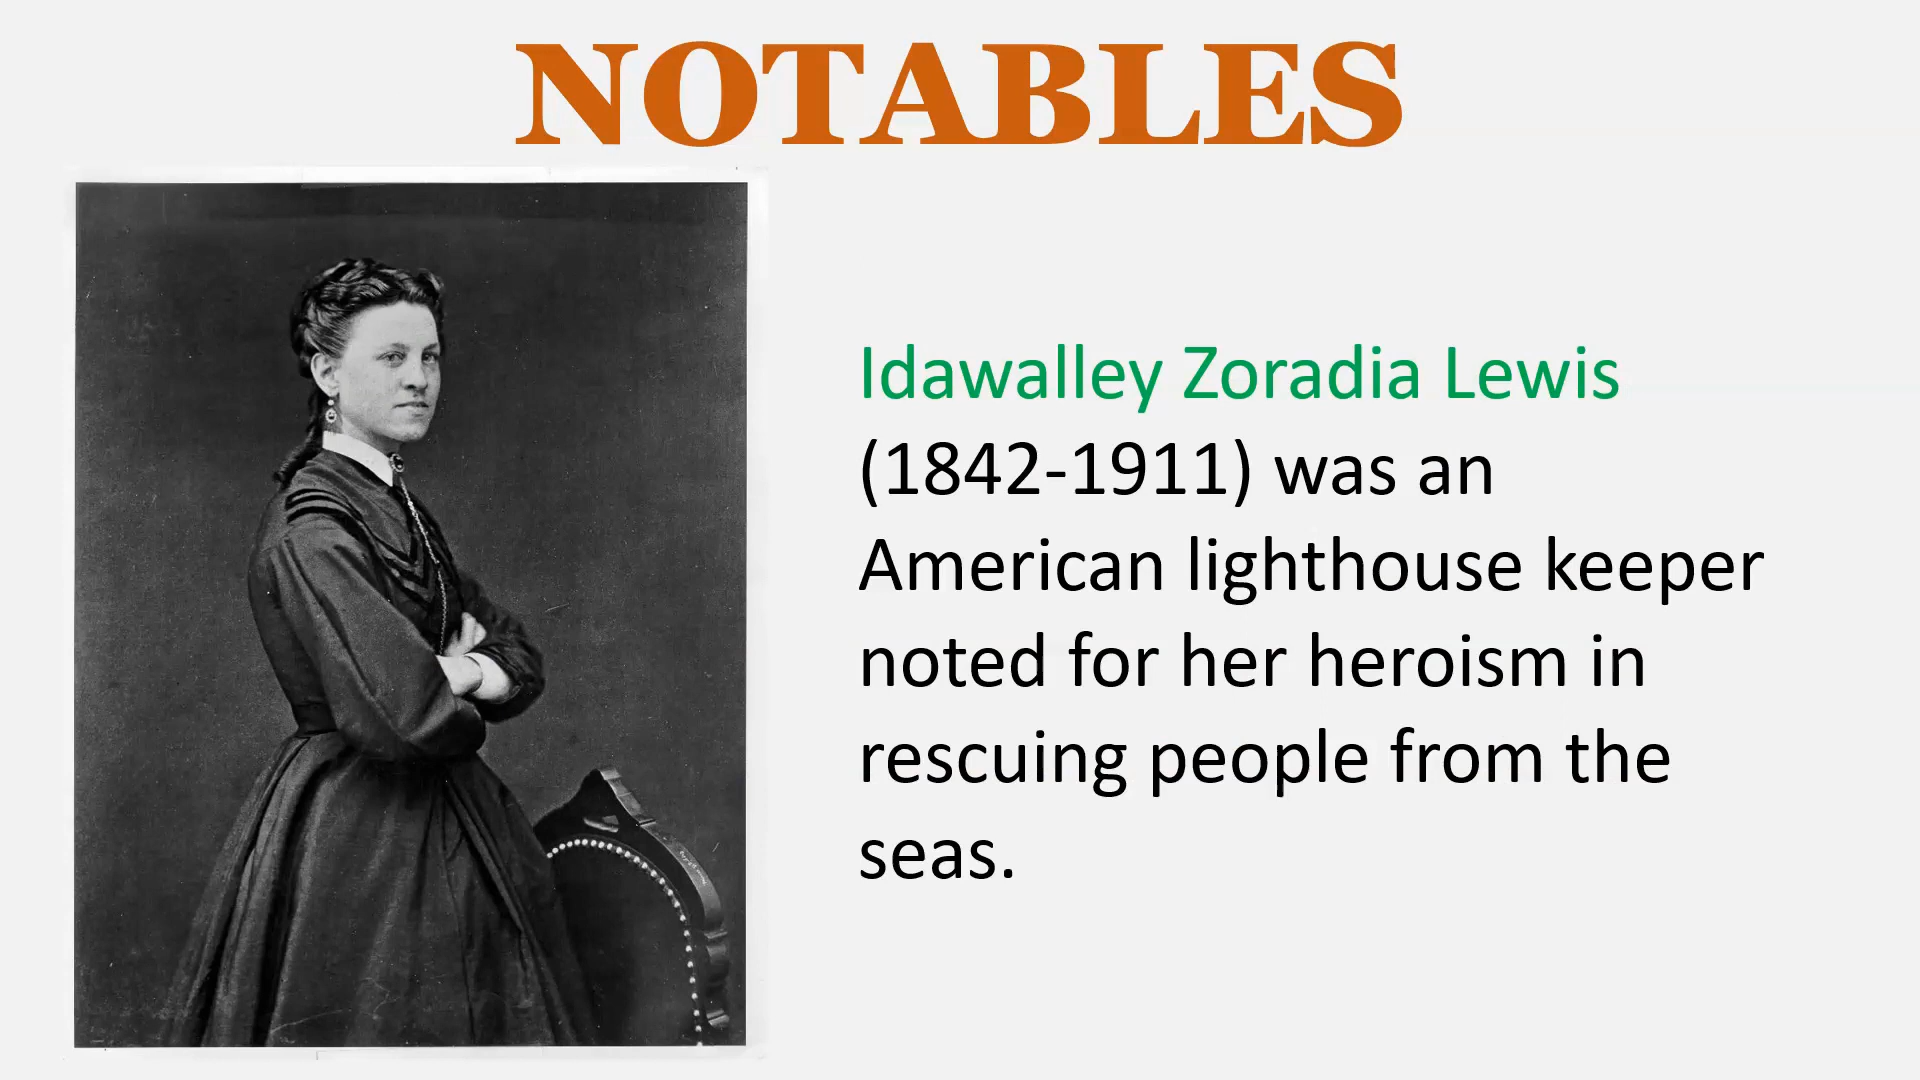 NOTABLES
Idawalley Zoradia Lewis
(1842-1911) was an
American lighthouse keeper
noted for her heroism in
rescuing people from the
seas.